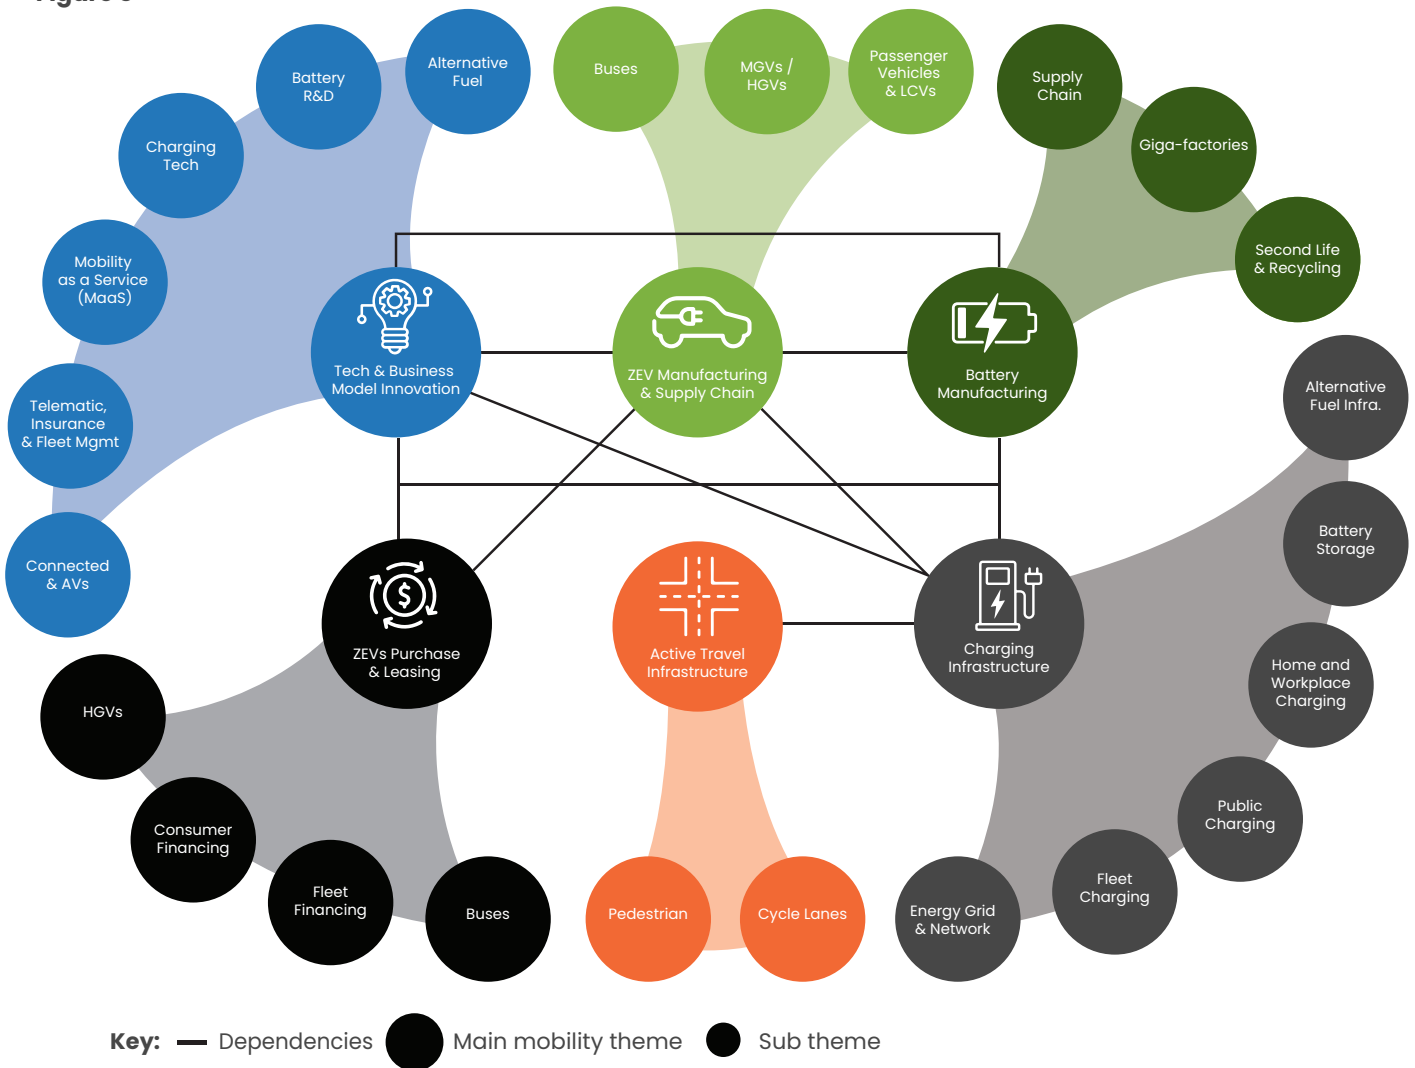 Alternative
Fuel
Battery
R&D
Charging
Tech
Mobility
as a Service
(MaaS)
Telematic,
Insurance
& Fleet Mgmt
Connected
& AVs
Buses
MGVs /
HGVs
Passenger
Vehicles
& LCVs
Supply
Chain
Giga-factories
Second Life
& Recycling
Tech & Business
Model Innovation
ZEV Manufacturing
& Supply Chain
Battery
Manufacturing
Alternative
Fuel Infra.
Battery
Storage
Home and
Workplace
Charging
Public
Charging
Fleet
Charging
Energy Grid
& Network
$
ZEVs Purchase
& Leasing
Active Travel
Infrastructure
Charging
Infrastructure
HGVs
Consumer
Financing
Fleet
Financing
Buses
Pedestrian
Cycle Lanes
Key: Dependencies Main mobility theme Sub theme